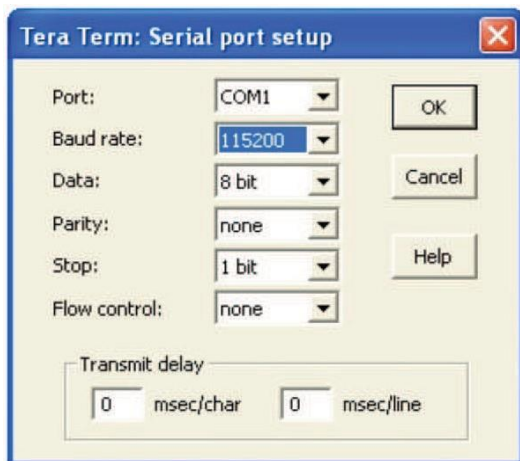 Tera Term: Serial port setup
Port: COM1 OK
Baud rate: 115200
Data: 8 bit Cancel
Parity: none
Stop: 1 bit Help
Flow control: none
Transmit delay
0 msec/char 0 msec/line